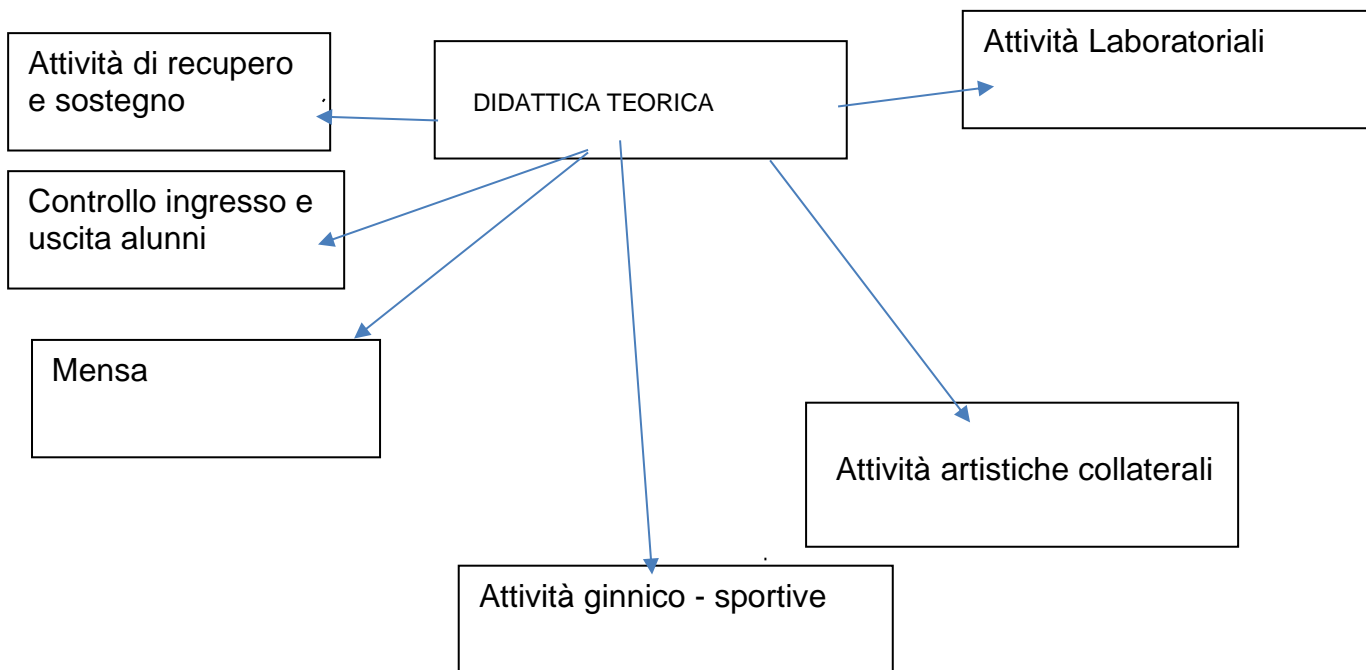 Attività di recupero
e sostegno
DIDATTICA TEORICA
Attività Laboratoriali
Controllo ingresso e
uscita alunni
Mensa
Attività artistiche collaterali
Attività ginnico - sportive